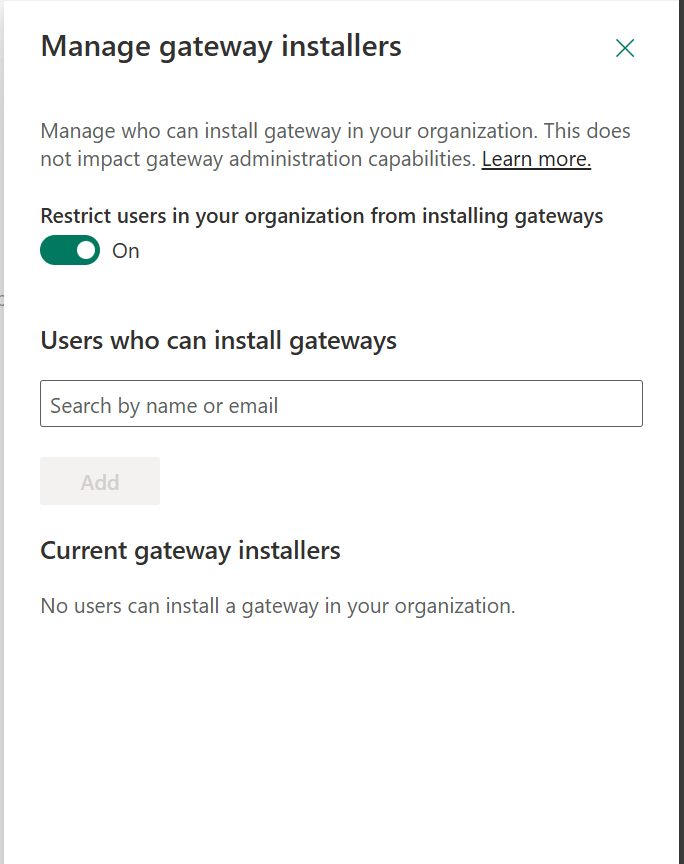 Manage gateway installers
Manage who can install gateway in your organization. This does
not impact gateway administration capabilities. Learn more.
Restrict users in your organization from installing gateways
On
Users who can install gateways
Search by name or email
Add
Current gateway installers
No users can install a gateway in your organization.